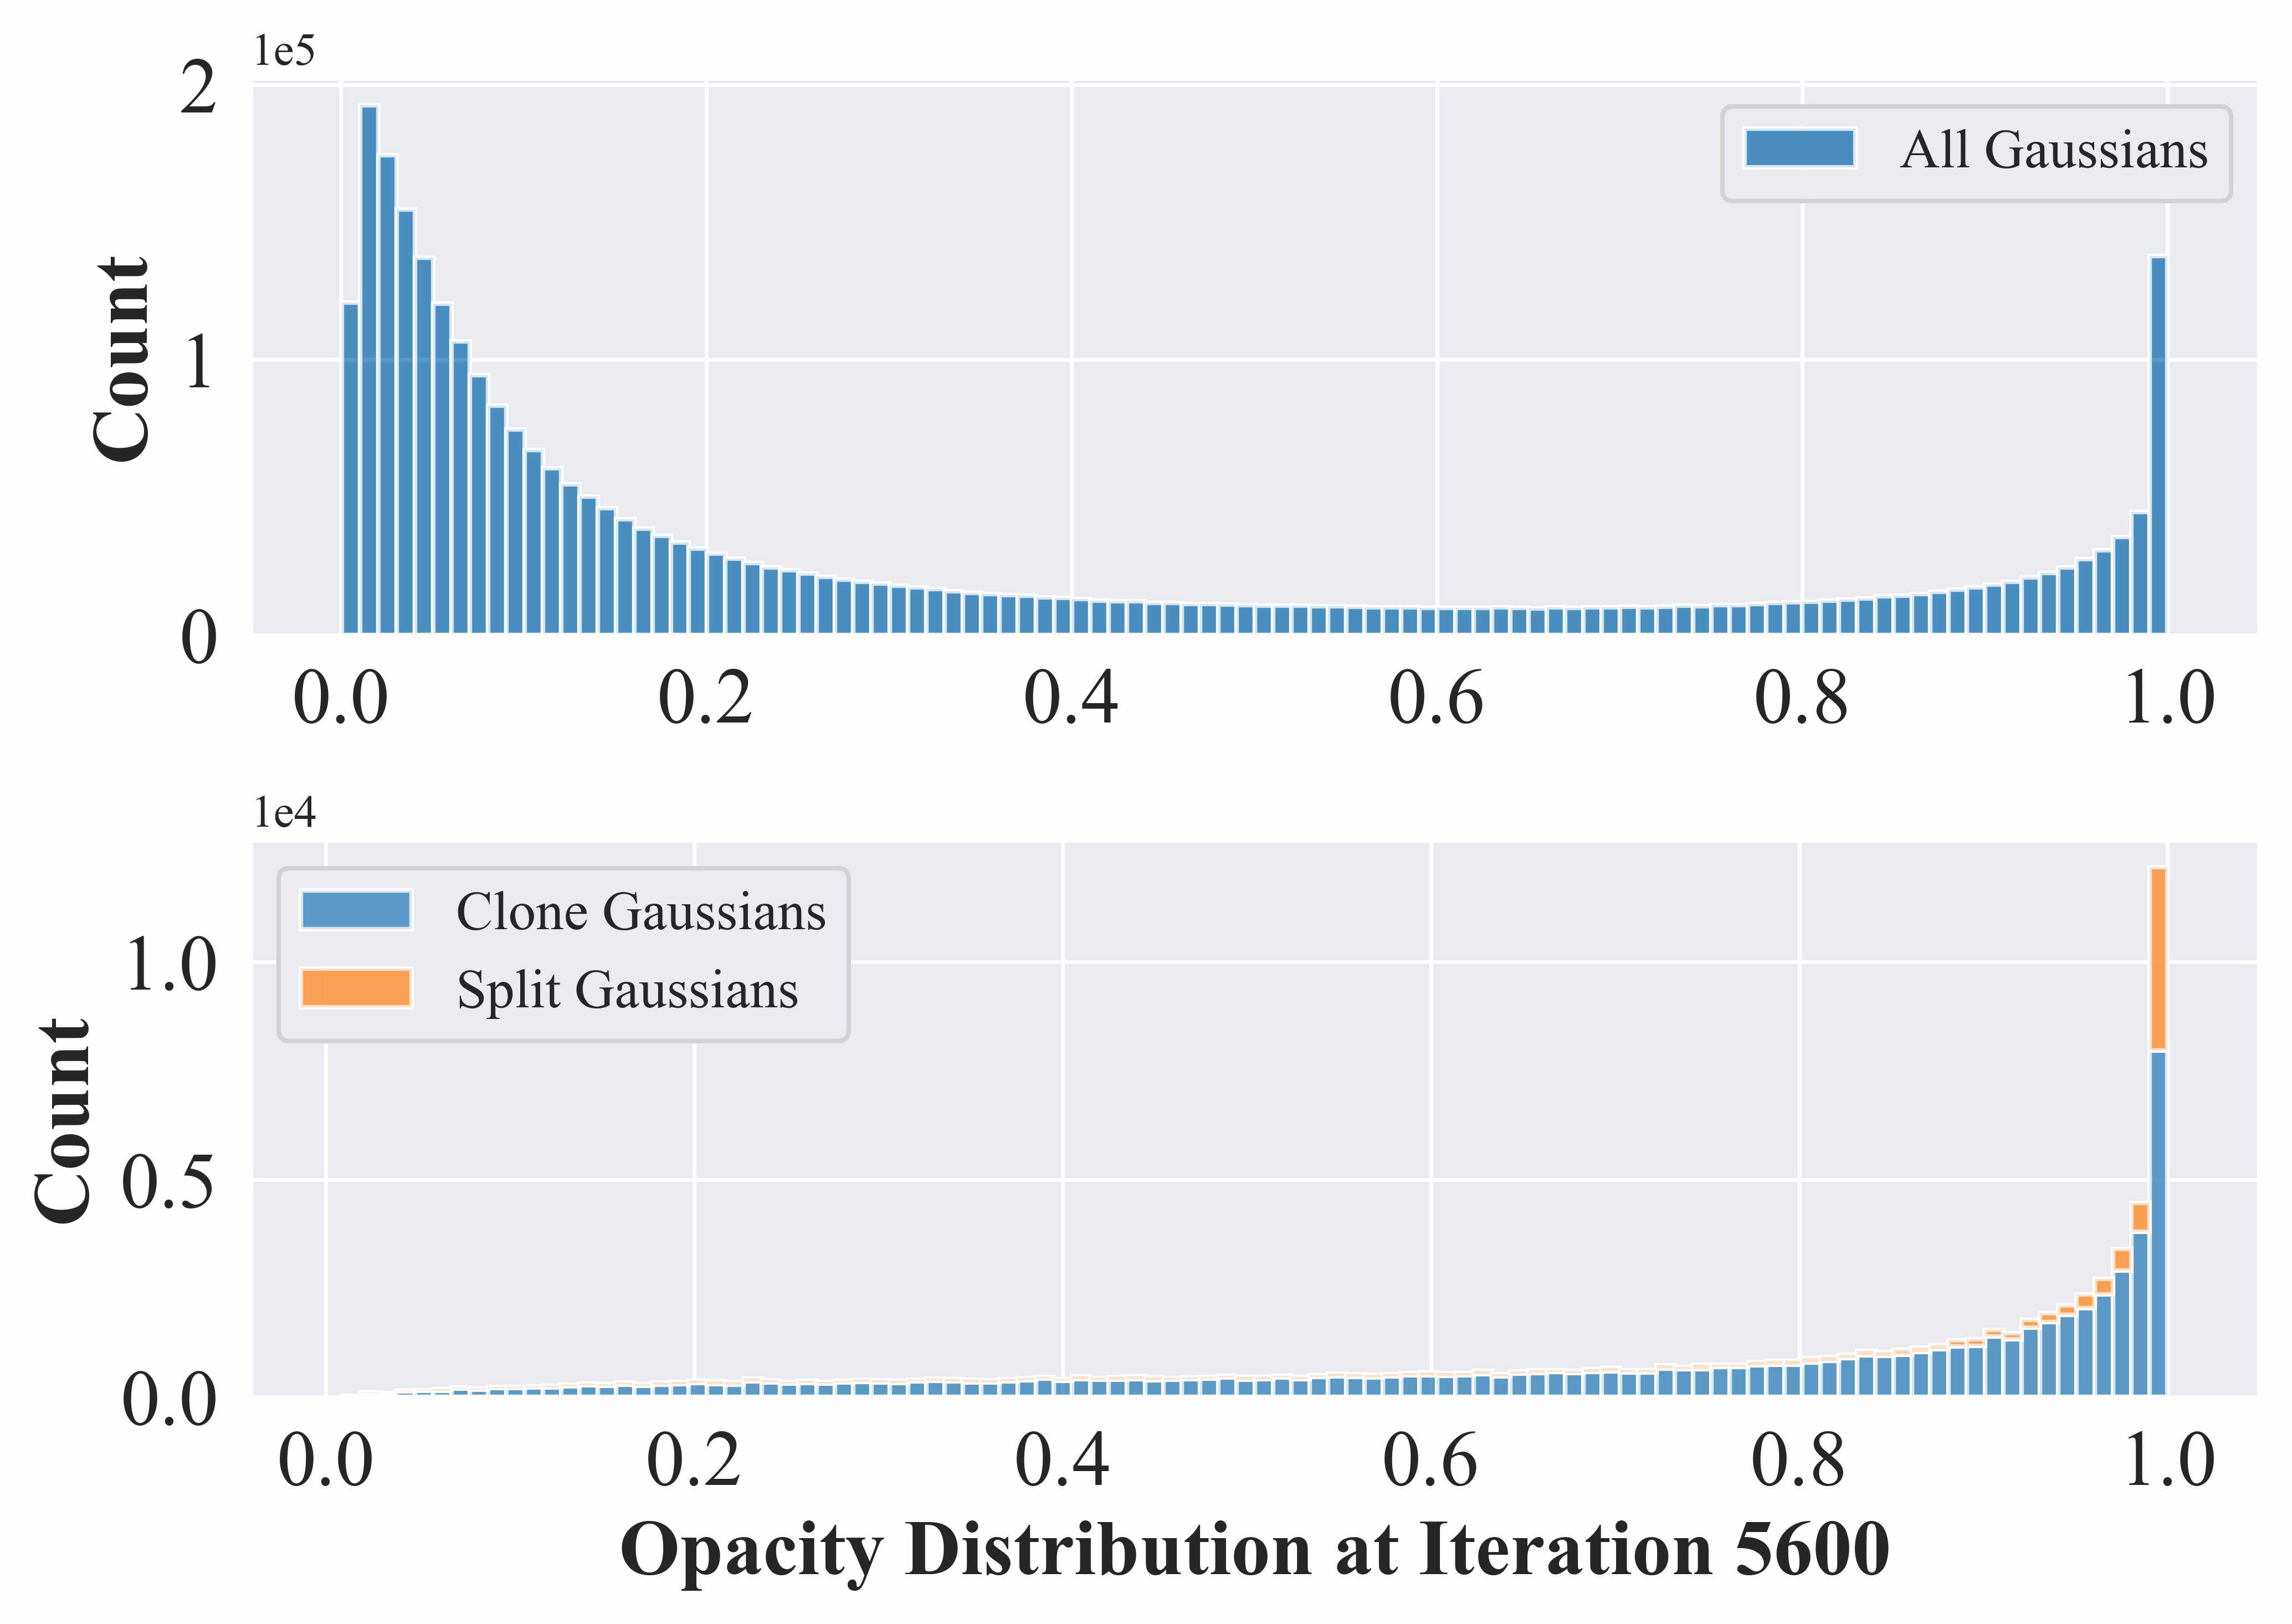 1e5
2
All Gaussians
Count
1
0
0.0 0.2 0.4 0.6 0.8 1.0
1e4
Clone Gaussians
1.0
Split Gaussians
Count
0.5
0.0
0.0 0.2 0.4 0.6 0.8 1.0
Opacity Distribution at Iteration 5600